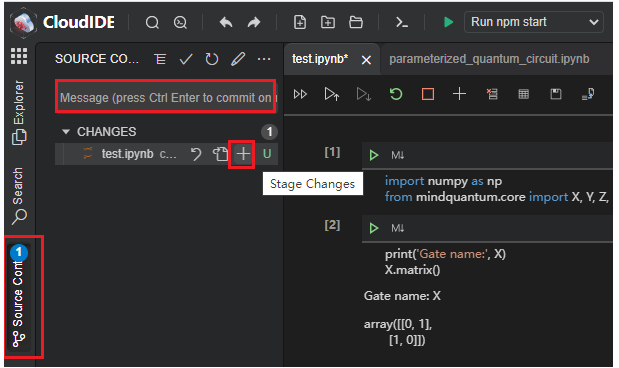 CloudIDE
Run npm start
Explorer
Search
1
Source Cont
SOURCE CO...
Message (press Ctrl Enter to commit on
CHANGES
1
test.ipynb c...
U
Stage Changes
test.ipynb*
parameterized_quantum_circuit.ipynb
[1]
M↓
import numpy as np
from mindquantum.core import X, Y, Z,
[2]
M↓
print('Gate name:', X)
X.matrix()
Gate name: X
array([[0, 1],
[1, 0]])